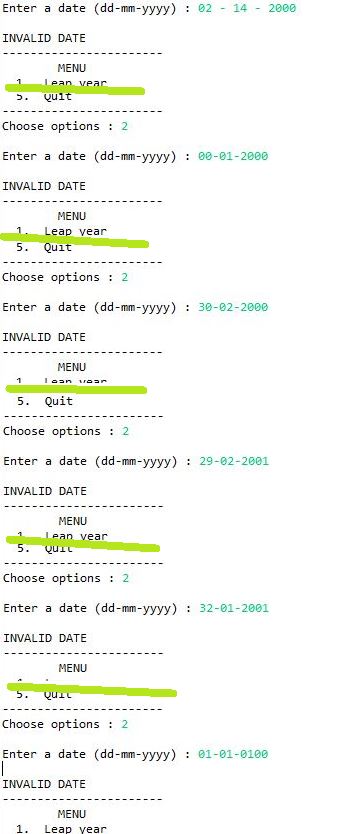 Enter a date (dd-mm-yyyy) : 02 - 14 - 2000
INVALID DATE
-----------------------
MENU
1. Leap year
5. Quit
-----------------------
Choose options : 2
Enter a date (dd-mm-yyyy) : 00-01-2000
INVALID DATE
-----------------------
MENU
1. Leap year
5. Quit
-----------------------
Choose options : 2
Enter a date (dd-mm-yyyy) : 30-02-2000
INVALID DATE
-----------------------
MENU
1. Leap year
5. Quit
-----------------------
Choose options : 2
Enter a date (dd-mm-yyyy) : 29-02-2001
INVALID DATE
-----------------------
MENU
1. Leap year
5. Quit
-----------------------
Choose options : 2
Enter a date (dd-mm-yyyy) : 32-01-2001
INVALID DATE
-----------------------
MENU
5. Quit
-----------------------
Choose options : 2
Enter a date (dd-mm-yyyy) : 01-01-0100
INVALID DATE
-----------------------
MENU
1. Leap year